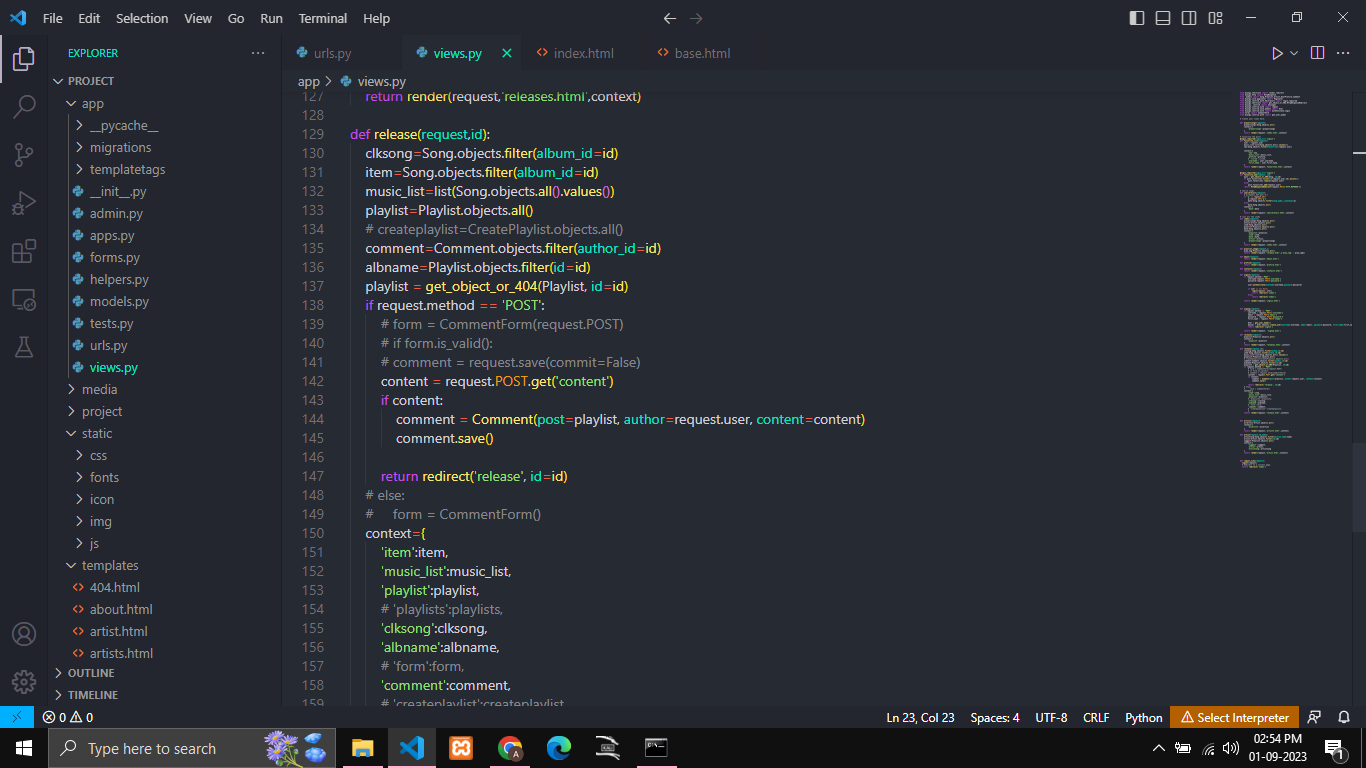 File Edit Selection View Go Run Terminal Help
EXPLORER
PROJECT
app
__pycache__
migrations
templatetags
__init__.py
admin.py
apps.py
forms.py
helpers.py
models.py
tests.py
urls.py
views.py
media
project
static
css
fonts
icon
img
js
templates
404.html
about.html
artist.html
artists.html
OUTLINE
TIMELINE
urls.py views.py index.html base.html
app > views.py
127 return render(request,'releases.html',context)
128
129 def release(request,id):
130 clksong=Song.objects.filter(album_id=id)
131 item=Song.objects.filter(album_id=id)
132 music_list=list(Song.objects.all().values())
133 playlist=Playlist.objects.all()
134 # createplaylist=CreatePlaylist.objects.all()
135 comment=Comment.objects.filter(author_id=id)
136 albname=Playlist.objects.filter(id=id)
137 playlist = get_object_or_404(Playlist, id=id)
138 if request.method == 'POST':
139 # form = CommentForm(request.POST)
140 # if form.is_valid():
141 # comment = request.save(commit=False)
142 content = request.POST.get('content')
143 if content:
144 comment = Comment(post=playlist, author=request.user, content=content)
145 comment.save()
146
147 return redirect('release', id=id)
148 # else:
149 # form = CommentForm()
150 context={
151 'item':item,
152 'music_list':music_list,
153 'playlist':playlist,
154 # 'playlists':playlists,
155 'clksong':clksong,
156 'albname':albname,
157 # 'form':form,
158 'comment':comment,
159 # 'createplaylist':createplaylist
0 0 Ln 23, Col 23 Spaces: 4 UTF-8 CRLF Python Select Interpreter
Type here to search
02:54 PM
01-09-2023
1